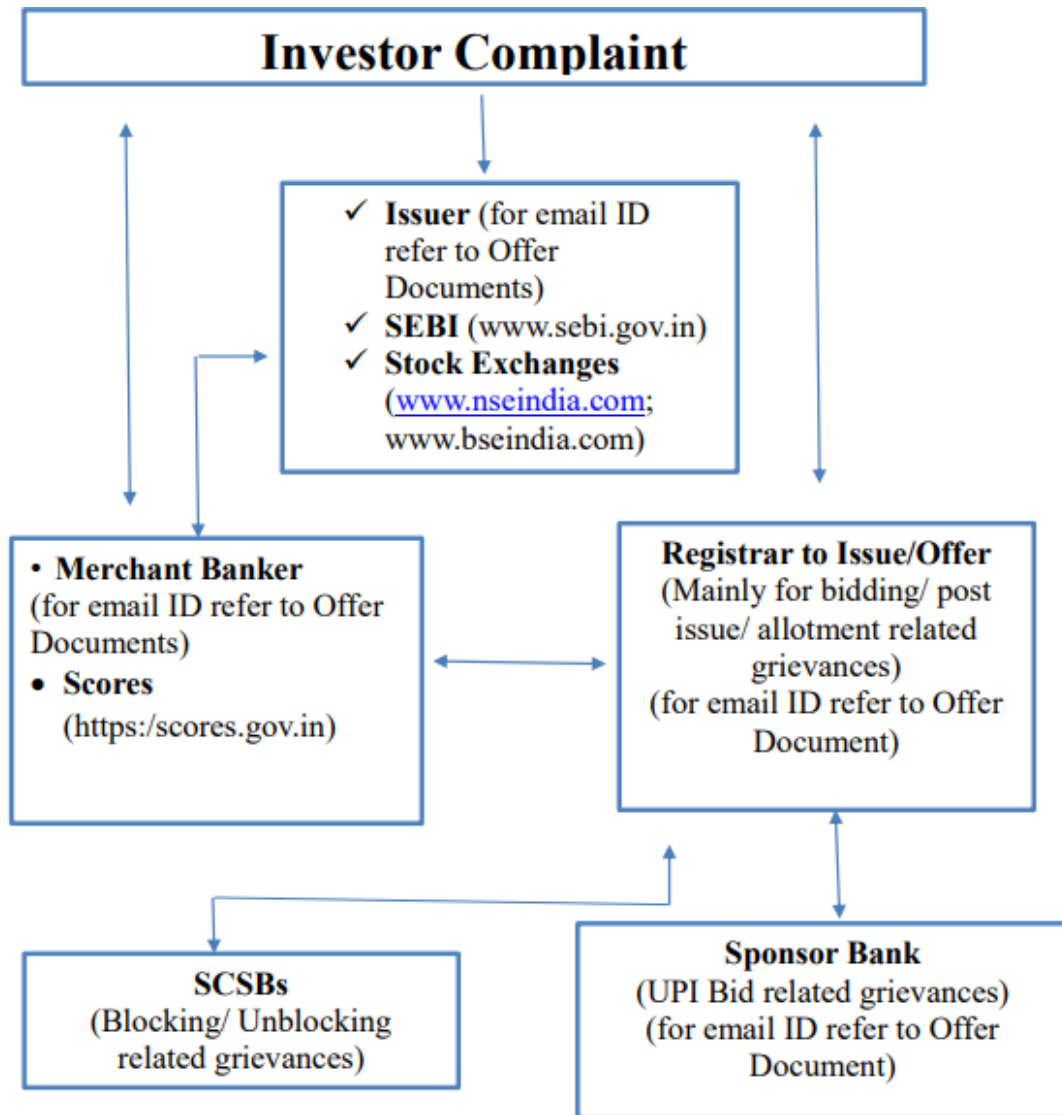 Investor Complaint
✓ Issuer (for email ID
refer to Offer
Documents)
✓ SEBI (www.sebi.gov.in)
✓ Stock Exchanges
(www.nseindia.com;
www.bseindia.com)
• Merchant Banker
(for email ID refer to Offer
Documents)
• Scores
(https:/scores.gov.in)
Registrar to Issue/Offer
(Mainly for bidding/ post
issue/ allotment related
grievances)
(for email ID refer to Offer
Document)
SCSBs
(Blocking/ Unblocking
related grievances)
Sponsor Bank
(UPI Bid related grievances)
(for email ID refer to Offer
Document)